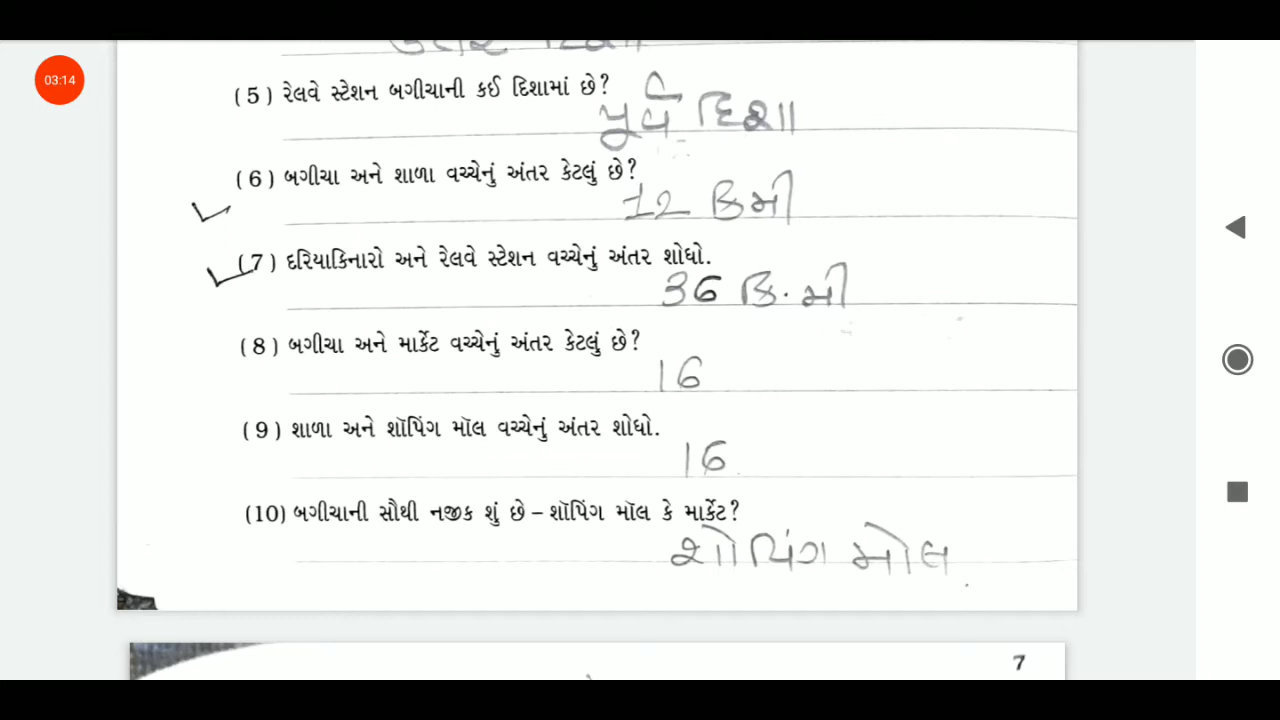 03:14
ઉત્તર દિશા
(5) રેલવે સ્ટેશન બગીચાની કઈ દિશામાં છે?
પૂર્વ દિશા
(6) બગીચા અને શાળા વચ્ચેનું અંતર કેટલું છે?
12 કિમી
(7) દરિયાકિનારો અને રેલવે સ્ટેશન વચ્ચેનું અંતર શોધો.
36 કિ.મી
(8) બગીચા અને માર્કેટ વચ્ચેનું અંતર કેટલું છે?
16
(9) શાળા અને શૉપિંગ મૉલ વચ્ચેનું અંતર શોધો.
16
(10) બગીચાની સૌથી નજીક શું છે – શૉપિંગ મૉલ કે માર્કેટ?
શોપિંગ મોલ.
7